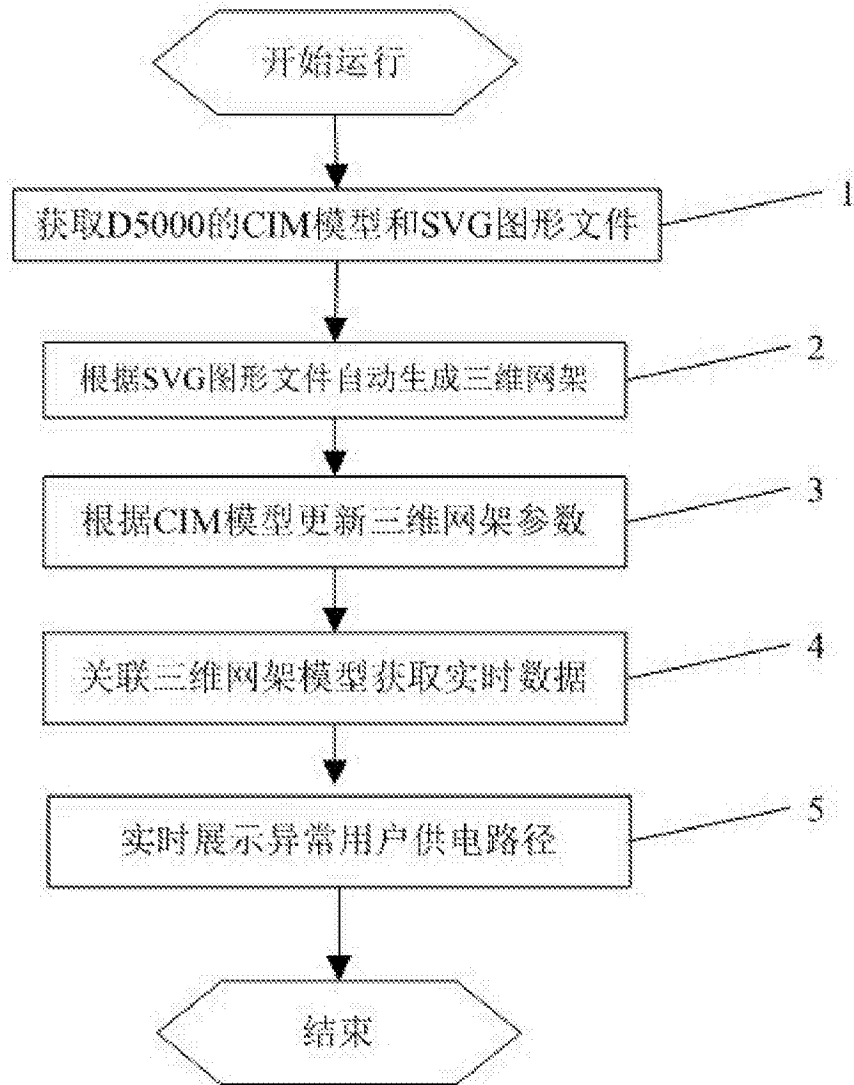 开始运行
获取D5000的CIM模型和SVG图形文件
1
根据SVG图形文件自动生成三维网架
2
根据CIM模型更新三维网架参数
3
关联三维网架模型获取实时数据
4
实时展示异常用户供电路径
5
结束